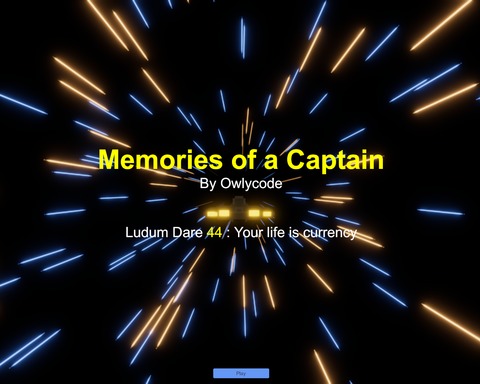 Memories of a Captain
By Owlycode
Ludum Dare 44 : Your life is currency
Play